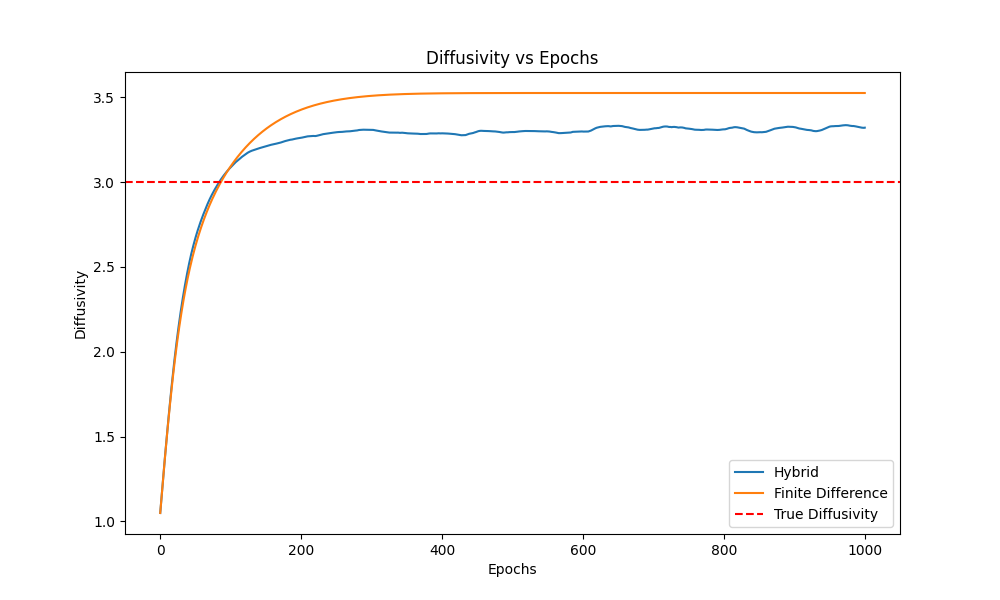 Diffusivity vs Epochs
3.5
3.0
2.5
2.0
1.5
1.0
Diffusivity
0 200 400 600 800 1000
Epochs
Hybrid
Finite Difference
True Diffusivity